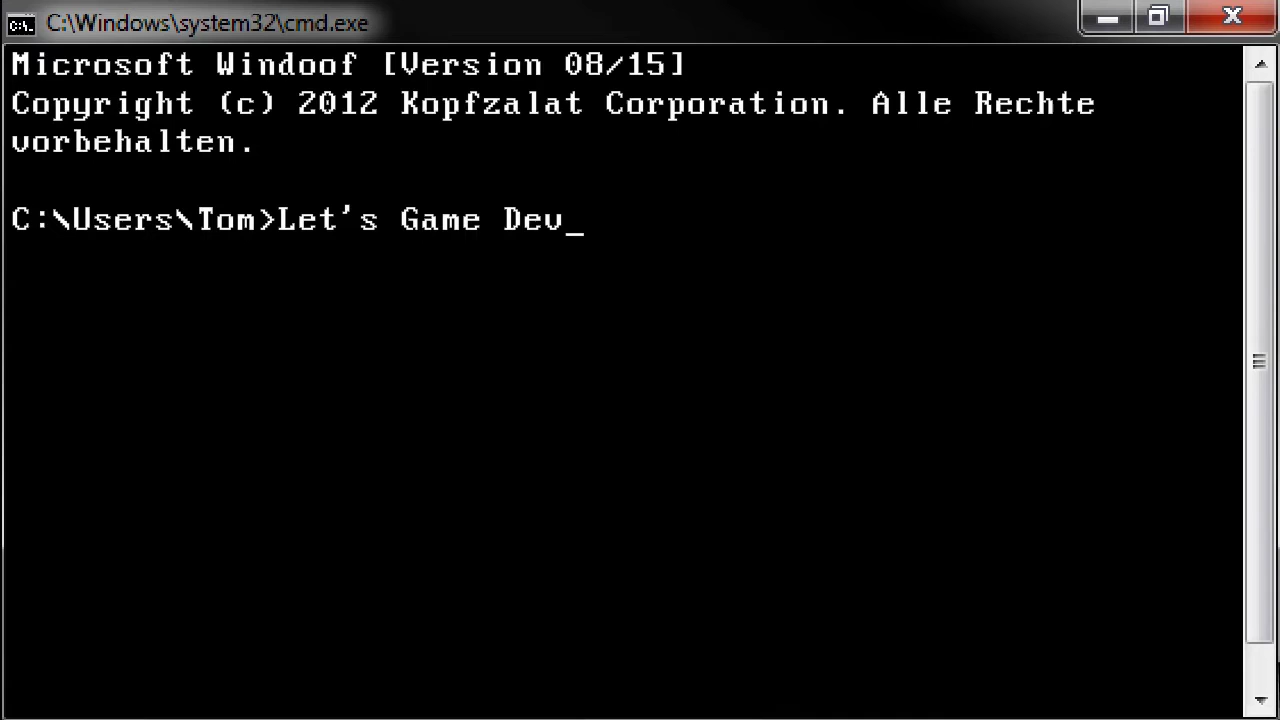 C:\Windows\system32\cmd.exe
Microsoft Windoof [Version 08/15]
Copyright (c) 2012 Kopfzalat Corporation. Alle Rechte
vorbehalten.
C:\Users\Tom>Let's Game Dev_